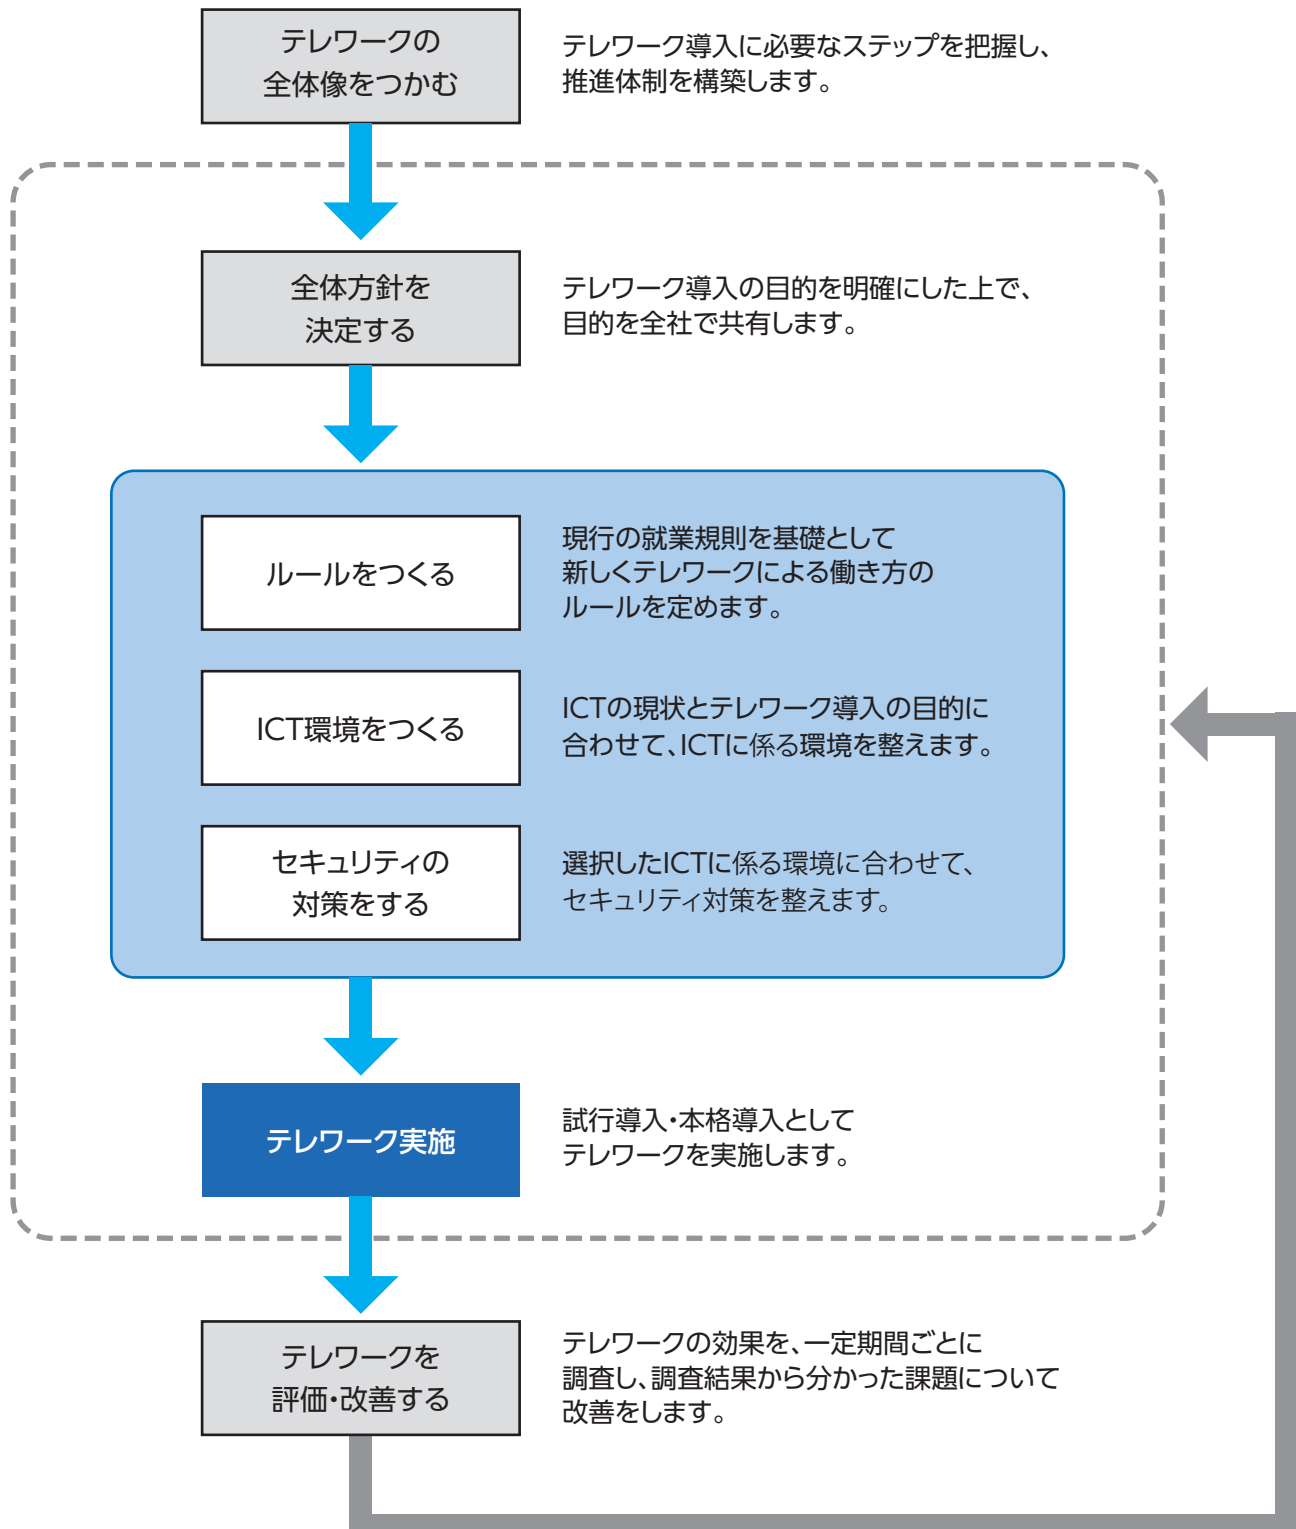 テレワークの
全体像をつかむ
テレワーク導入に必要なステップを把握し、
推進体制を構築します。
全体方針を
決定する
テレワーク導入の目的を明確にした上で、
目的を全社で共有します。
ルールをつくる
現行の就業規則を基礎として
新しくテレワークによる働き方の
ルールを定めます。
ICT環境をつくる
ICTの現状とテレワーク導入の目的に
合わせて、ICTに係る環境を整えます。
セキュリティの
対策をする
選択したICTに係る環境に合わせて、
セキュリティ対策を整えます。
テレワーク実施
試行導入・本格導入として
テレワークを実施します。
テレワークを
評価・改善する
テレワークの効果を、一定期間ごとに
調査し、調査結果から分かった課題について
改善をします。